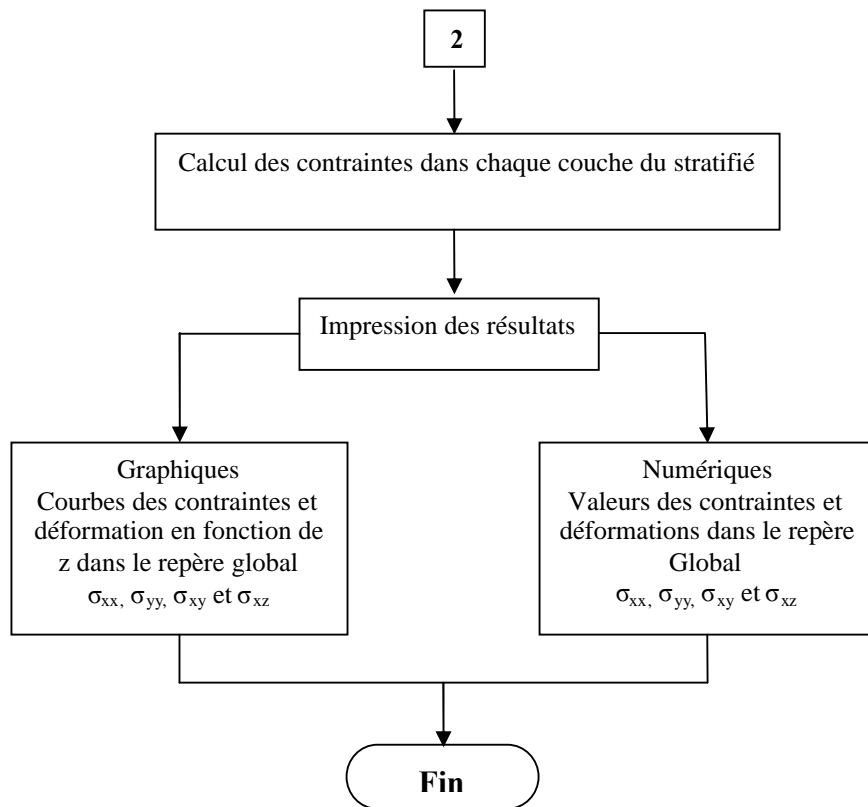 2
Calcul des contraintes dans chaque couche du stratifié
Impression des résultats
Graphiques
Courbes des contraintes et
déformation en fonction de
z dans le repère global
σxx, σyy, σxy et σxz
Numériques
Valeurs des contraintes et
déformations dans le repère
Global
σxx, σyy, σxy et σxz
Fin